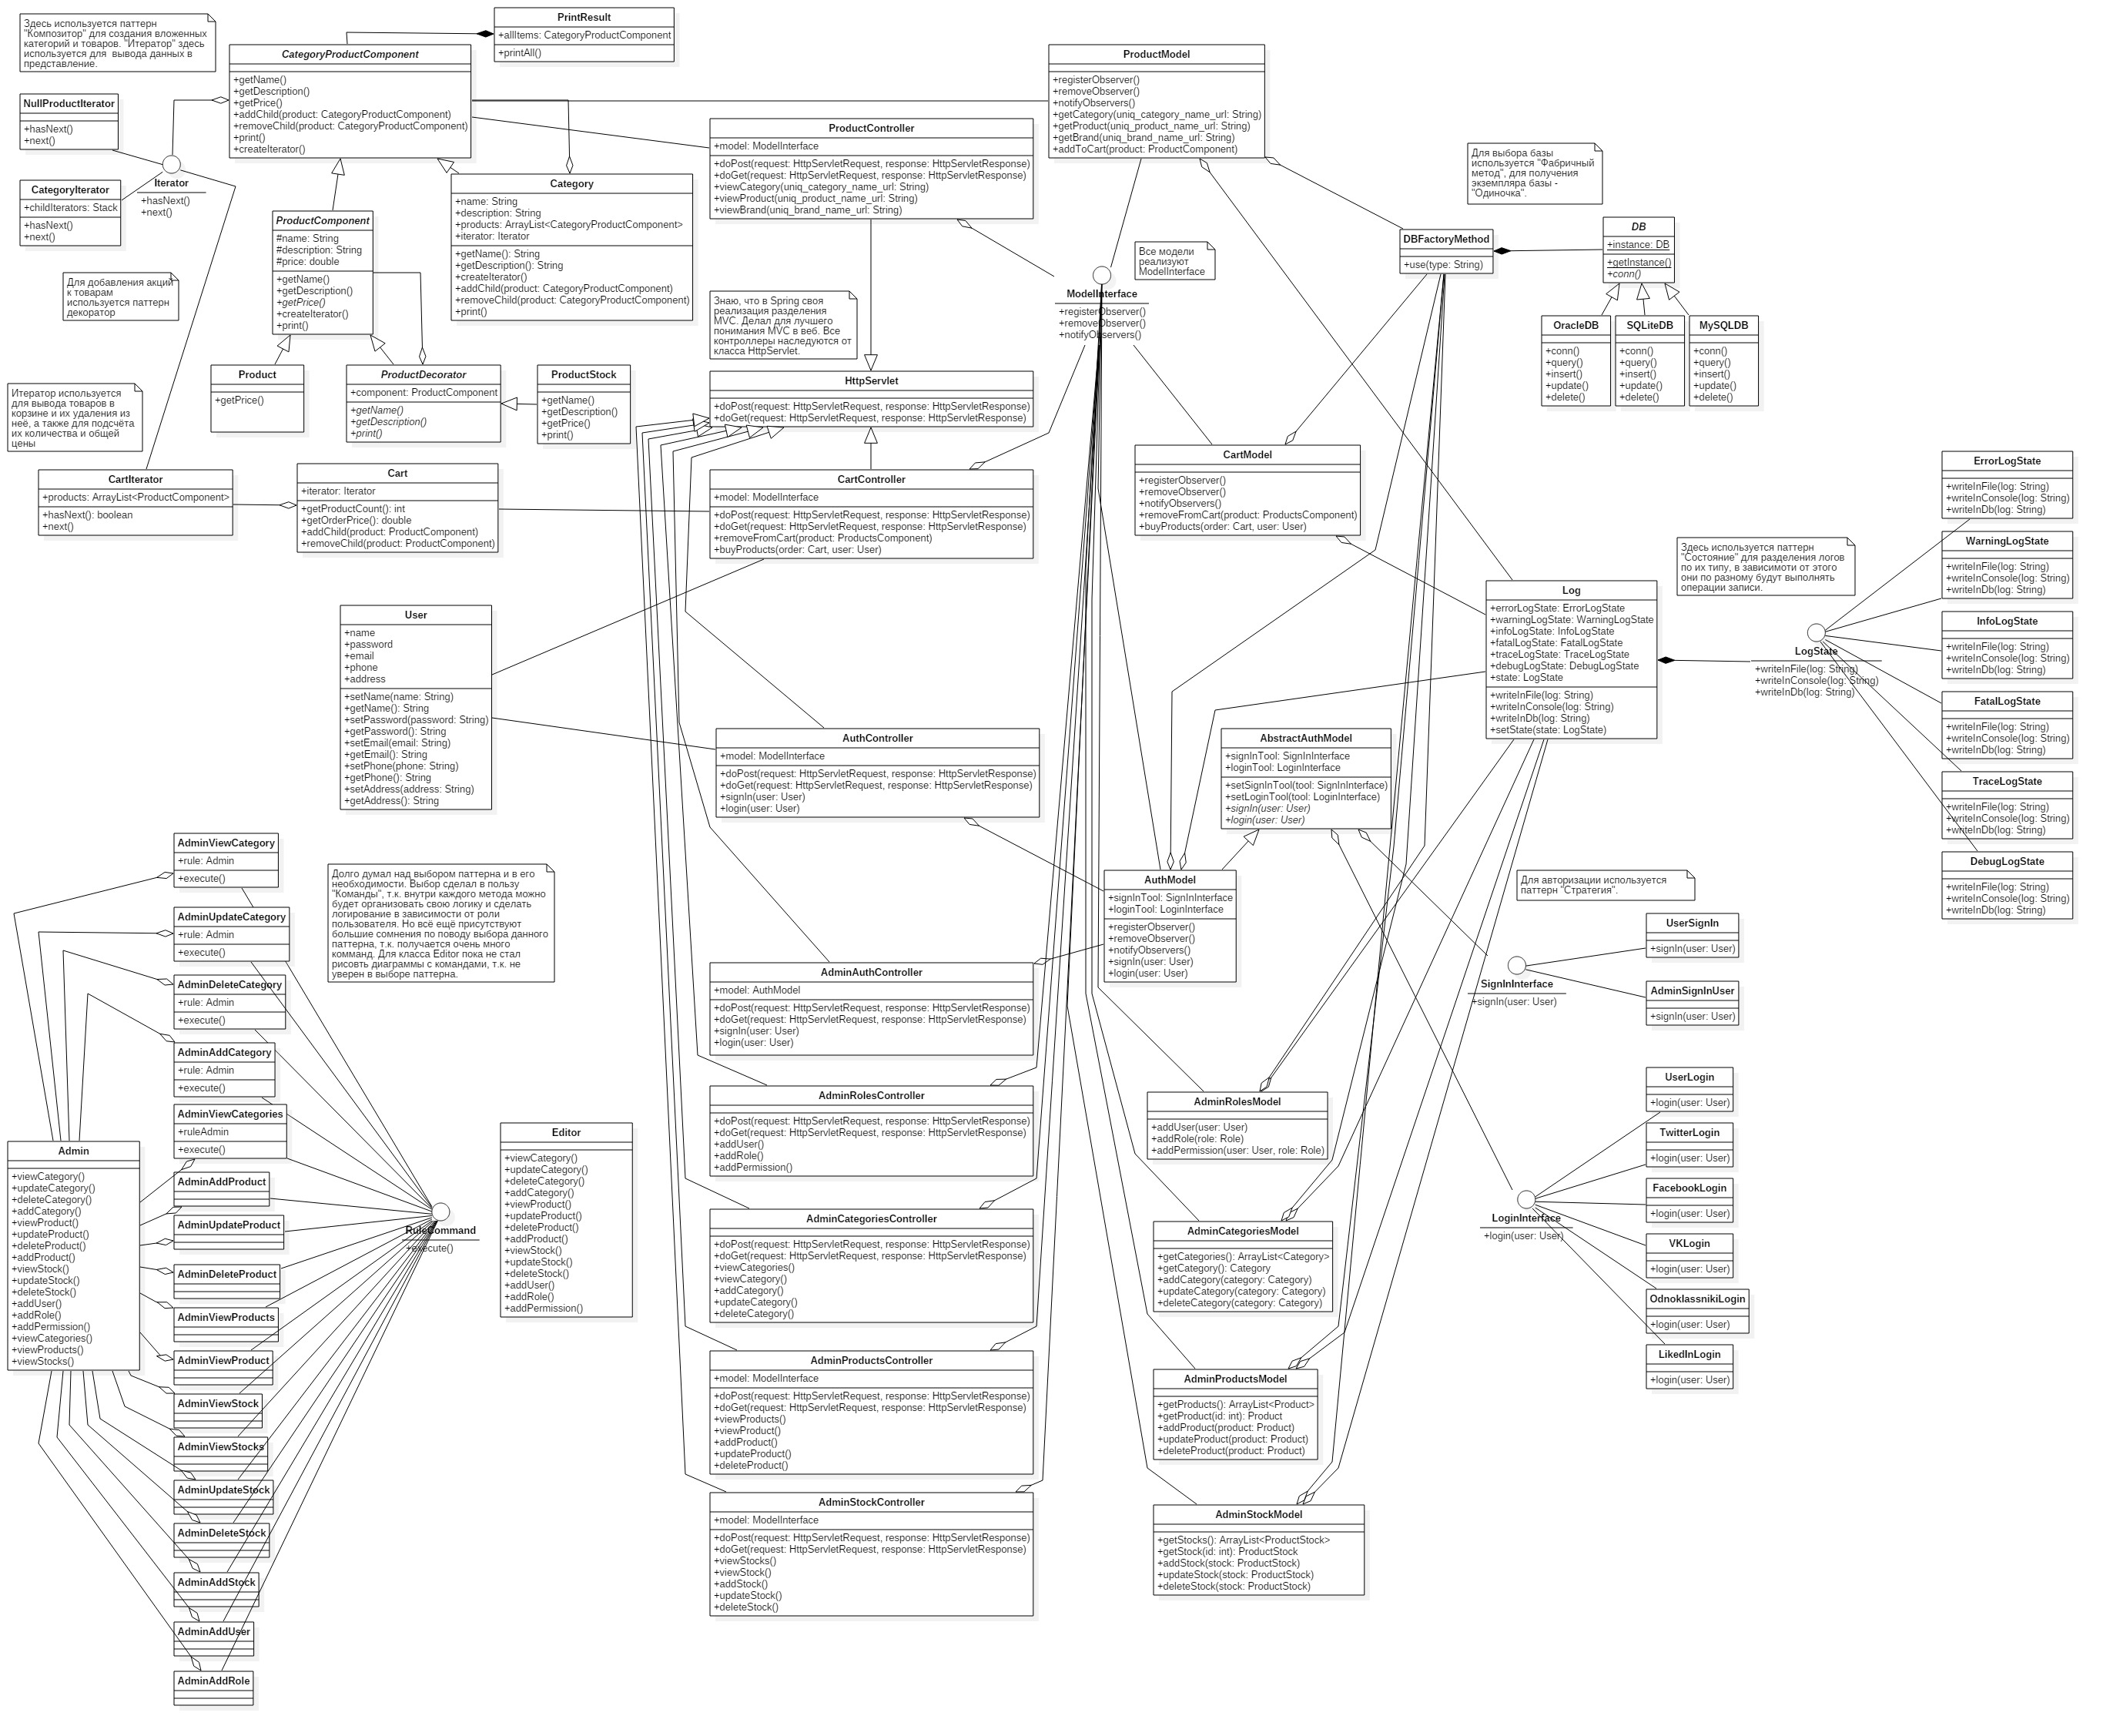 Здесь используется паттерн
"Композитор" для создания вложенных
категорий и товаров. "Итератор" здесь
используется для  вывода данных в
представление.
PrintResult
+allItems: CategoryProductComponent
+printAll()
CategoryProductComponent
+getName()
+getDescription()
+getPrice()
+addChild(product: CategoryProductComponent)
+removeChild(product: CategoryProductComponent)
+print()
+createIterator()
ProductModel
+registerObserver()
+removeObserver()
+notifyObservers()
+getCategory(uniq_category_name_url: String)
+getProduct(uniq_product_name_url: String)
+getBrand(uniq_brand_name_url: String)
+addToCart(product: ProductComponent)
NullProductIterator
+hasNext()
+next()
Iterator
+hasNext()
+next()
CategoryIterator
+childIterators: Stack
+hasNext()
+next()
ProductController
+model: ModelInterface
+doPost(request: HttpServletRequest, response: HttpServletResponse)
+doGet(request: HttpServletRequest, response: HttpServletResponse)
+viewCategory(uniq_category_name_url: String)
+viewProduct(uniq_product_name_url: String)
+viewBrand(uniq_brand_name_url: String)
Category
+name: String
+description: String
+products: ArrayList<CategoryProductComponent>
+iterator: Iterator
+getName(): String
+getDescription(): String
+createIterator()
+addChild(product: CategoryProductComponent)
+removeChild(product: CategoryProductComponent)
+print()
ProductComponent
#name: String
#description: String
#price: double
+getName()
+getDescription()
+getPrice()
+createIterator()
+print()
Для выбора базы
используется "Фабричный
метод", для получения
экземпляра базы -
"Одиночка".
DBFactoryMethod
+use(type: String)
DB
+instance: DB
+getInstance()
+conn()
Все модели
реализуют
ModelInterface
ModelInterface
+registerObserver()
+removeObserver()
+notifyObservers()
Для добавления акций
к товарам
используется паттерн
декоратор
Знаю, что в Spring своя
реализация разделения
MVC. Делал для лучшего
понимания MVC в веб. Все
контроллеры наследуются от
класса HttpServlet.
OracleDB
+conn()
+query()
+insert()
+update()
+delete()
SQLiteDB
+conn()
+query()
+insert()
+update()
+delete()
MySQLDB
+conn()
+query()
+insert()
+update()
+delete()
Product
+getPrice()
ProductDecorator
+component: ProductComponent
+getName()
+getDescription()
+print()
ProductStock
+getName()
+getDescription()
+getPrice()
+print()
HttpServlet
+doPost(request: HttpServletRequest, response: HttpServletResponse)
+doGet(request: HttpServletRequest, response: HttpServletResponse)
Итератор используется
для вывода товаров в
корзине и их удаления из
неё, а также для подсчёта
их количества и общей
цены
CartIterator
+products: ArrayList<ProductComponent>
+hasNext(): boolean
+next()
Cart
+iterator: Iterator
+getProductCount(): int
+getOrderPrice(): double
+addChild(product: ProductComponent)
+removeChild(product: ProductComponent)
CartController
+model: ModelInterface
+doPost(request: HttpServletRequest, response: HttpServletResponse)
+doGet(request: HttpServletRequest, response: HttpServletResponse)
+removeFromCart(product: ProductsComponent)
+buyProducts(order: Cart, user: User)
CartModel
+registerObserver()
+removeObserver()
+notifyObservers()
+removeFromCart(product: ProductsComponent)
+buyProducts(order: Cart, user: User)
ErrorLogState
+writeInFile(log: String)
+writeInConsole(log: String)
+writeInDb(log: String)
Здесь используется паттерн
"Состояние" для разделения логов
по их типу, в зависимоти от этого
они по разному будут выполнять
операции записи.
WarningLogState
+writeInFile(log: String)
+writeInConsole(log: String)
+writeInDb(log: String)
Log
+errorLogState: ErrorLogState
+warningLogState: WarningLogState
+infoLogState: InfoLogState
+fatalLogState: FatalLogState
+traceLogState: TraceLogState
+debugLogState: DebugLogState
+state: LogState
+writeInFile(log: String)
+writeInConsole(log: String)
+writeInDb(log: String)
+setState(state: LogState)
LogState
+writeInFile(log: String)
+writeInConsole(log: String)
+writeInDb(log: String)
InfoLogState
+writeInFile(log: String)
+writeInConsole(log: String)
+writeInDb(log: String)
FatalLogState
+writeInFile(log: String)
+writeInConsole(log: String)
+writeInDb(log: String)
TraceLogState
+writeInFile(log: String)
+writeInConsole(log: String)
+writeInDb(log: String)
DebugLogState
+writeInFile(log: String)
+writeInConsole(log: String)
+writeInDb(log: String)
User
+name
+password
+email
+phone
+address
+setName(name: String)
+getName(): String
+setPassword(password: String)
+getPassword(): String
+setEmail(email: String)
+getEmail(): String
+setPhone(phone: String)
+getPhone(): String
+setAddress(address: String)
+getAddress(): String
AuthController
+model: ModelInterface
+doPost(request: HttpServletRequest, response: HttpServletResponse)
+doGet(request: HttpServletRequest, response: HttpServletResponse)
+signIn(user: User)
+login(user: User)
AbstractAuthModel
+signInTool: SignInInterface
+loginTool: LoginInterface
+setSignInTool(tool: SignInInterface)
+setLoginTool(tool: LoginInterface)
+signIn(user: User)
+login(user: User)
AuthModel
+signInTool: SignInInterface
+loginTool: LoginInterface
+registerObserver()
+removeObserver()
+notifyObservers()
+signIn(user: User)
+login(user: User)
Для авторизации используется
паттерн "Стратегия".
UserSignIn
+signIn(user: User)
SignInInterface
+signIn(user: User)
AdminSignInUser
+signIn(user: User)
AdminViewCategory
+rule: Admin
+execute()
Долго думал над выбором паттерна и в его
необходимости. Выбор сделал в пользу
"Команды", т.к. внутри каждого метода можно
будет организовать свою логику и сделать
логирование в зависимости от роли
пользователя. Но всё ещё присутствуют
большие сомнения по поводу выбора данного
паттерна, т.к. получается очень много
комманд. Для класса Editor пока не стал
рисовть диаграммы с командами, т.к. не
уверен в выборе паттерна.
AdminUpdateCategory
+rule: Admin
+execute()
AdminDeleteCategory
+rule: Admin
+execute()
AdminAddCategory
+rule: Admin
+execute()
AdminViewCategories
+ruleAdmin
+execute()
AdminAuthController
+model: AuthModel
+doPost(request: HttpServletRequest, response: HttpServletResponse)
+doGet(request: HttpServletRequest, response: HttpServletResponse)
+signIn(user: User)
+login(user: User)
AdminRolesController
+doPost(request: HttpServletRequest, response: HttpServletResponse)
+doGet(request: HttpServletRequest, response: HttpServletResponse)
+addUser()
+addRole()
+addPermission()
AdminRolesModel
+addUser(user: User)
+addRole(role: Role)
+addPermission(user: User, role: Role)
UserLogin
+login(user: User)
TwitterLogin
+login(user: User)
FacebookLogin
+login(user: User)
LoginInterface
+login(user: User)
VKLogin
+login(user: User)
OdnoklassnikiLogin
+login(user: User)
LikedInLogin
+login(user: User)
Admin
+viewCategory()
+updateCategory()
+deleteCategory()
+addCategory()
+viewProduct()
+updateProduct()
+deleteProduct()
+addProduct()
+viewStock()
+updateStock()
+deleteStock()
+addUser()
+addRole()
+addPermission()
+viewCategories()
+viewProducts()
+viewStocks()
AdminAddProduct
AdminUpdateProduct
AdminDeleteProduct
AdminViewProducts
AdminViewProduct
AdminViewStock
AdminViewStocks
AdminUpdateStock
AdminDeleteStock
AdminAddStock
AdminAddUser
AdminAddRole
RuleCommand
+execute()
Editor
+viewCategory()
+updateCategory()
+deleteCategory()
+addCategory()
+viewProduct()
+updateProduct()
+deleteProduct()
+addProduct()
+viewStock()
+updateStock()
+deleteStock()
+addUser()
+addRole()
+addPermission()
AdminCategoriesController
+doPost(request: HttpServletRequest, response: HttpServletResponse)
+doGet(request: HttpServletRequest, response: HttpServletResponse)
+viewCategories()
+viewCategory()
+addCategory()
+updateCategory()
+deleteCategory()
AdminCategoriesModel
+getCategories(): ArrayList<Category>
+getCategory(): Category
+addCategory(category: Category)
+updateCategory(category: Category)
+deleteCategory(category: Category)
AdminProductsController
+model: ModelInterface
+doPost(request: HttpServletRequest, response: HttpServletResponse)
+doGet(request: HttpServletRequest, response: HttpServletResponse)
+viewProducts()
+viewProduct()
+addProduct()
+updateProduct()
+deleteProduct()
AdminProductsModel
+getProducts(): ArrayList<Product>
+getProduct(id: int): Product
+addProduct(product: Product)
+updateProduct(product: Product)
+deleteProduct(product: Product)
AdminStockController
+model: ModelInterface
+doPost(request: HttpServletRequest, response: HttpServletResponse)
+doGet(request: HttpServletRequest, response: HttpServletResponse)
+viewStocks()
+viewStock()
+addStock()
+updateStock()
+deleteStock()
AdminStockModel
+getStocks(): ArrayList<ProductStock>
+getStock(id: int): ProductStock
+addStock(stock: ProductStock)
+updateStock(stock: ProductStock)
+deleteStock(stock: ProductStock)